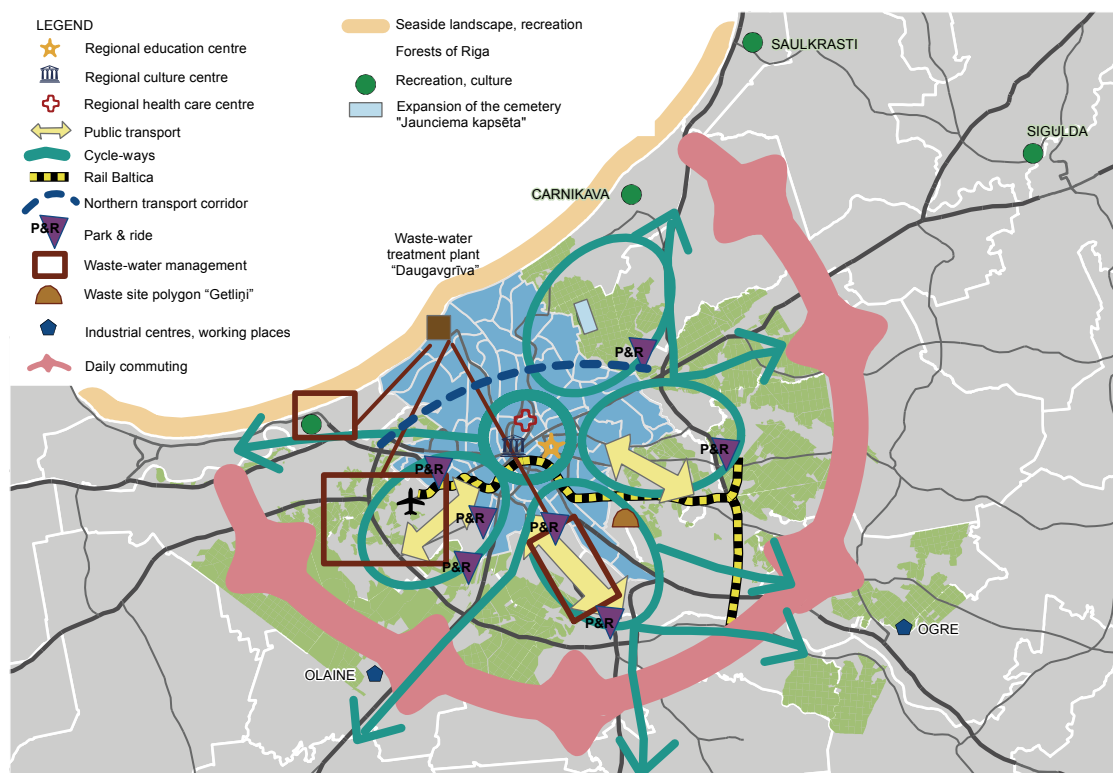 LEGEND
Regional education centre
Regional culture centre
Regional health care centre
Public transport
Cycle-ways
Rail Baltica
Northern transport corridor
P&R
Park & ride
Waste-water management
Waste site polygon “Getliņi”
Industrial centres, working places
Daily commuting
Seaside landscape, recreation
Forests of Riga
Recreation, culture
Expansion of the cemetery
"Jaunciema kapsēta"
SAULKRASTI
SIGULDA
CARNIKAVA
Waste-water
treatment plant
“Daugavgrīva”
P&R
P&R
P&R
P&R
P&R
P&R
P&R
OGRE
OLAINE